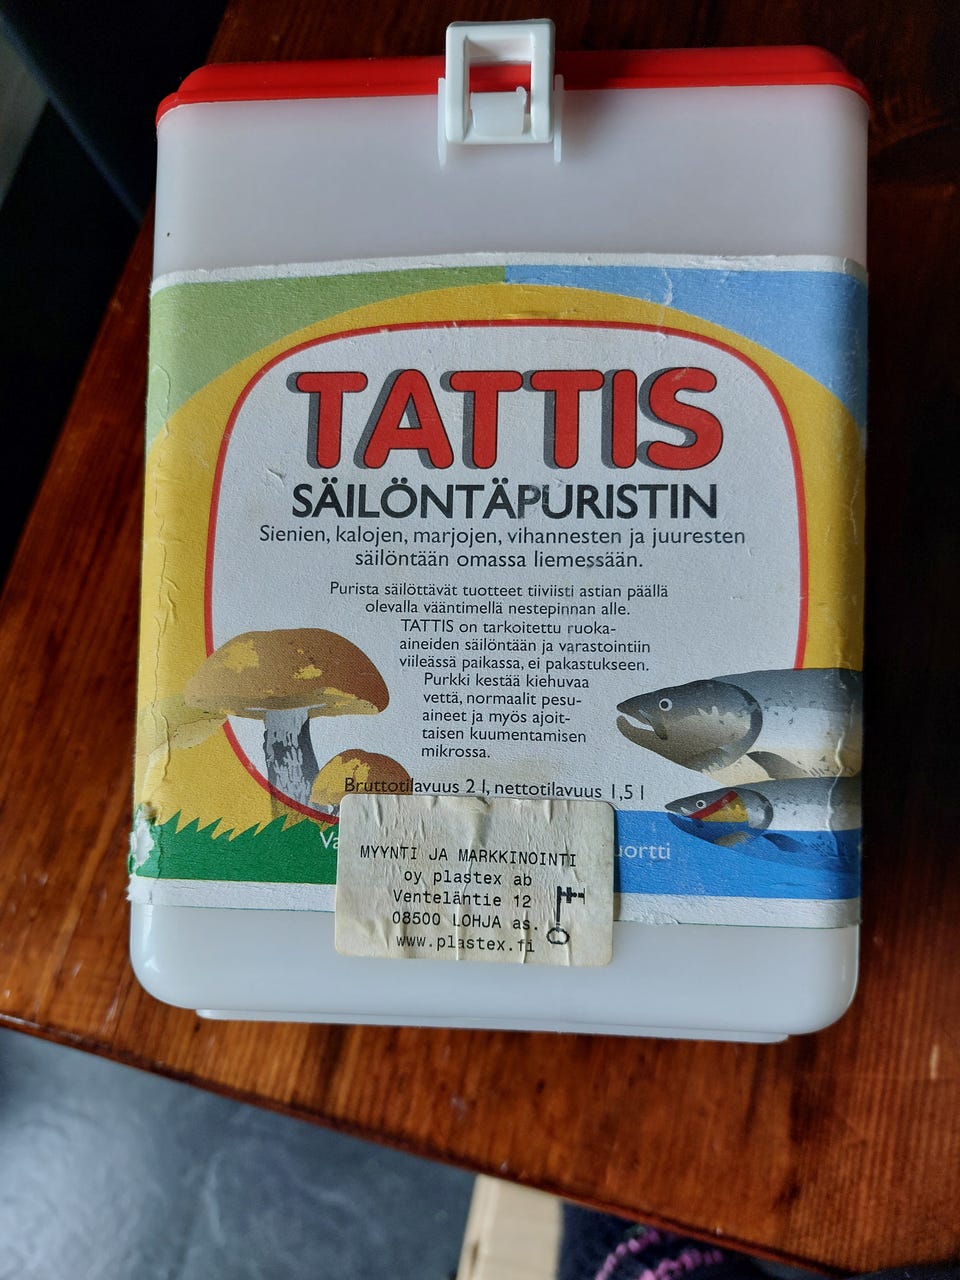 TATTIS
SÄILÖNTÄPURISTIN
Sienien, kalojen, marjojen, vihannesten ja juuresten
säilöntään omassa liemessään.
Purista säilöttävät tuotteet tiiviisti astian päällä
olevalla vääntimellä nestepinnan alle.
TATTIS on tarkoitettu ruoka-
aineiden säilöntään ja varastointiin
viileässä paikassa, ei pakastukseen.
Purkki kestää kiehuvaa
vettä, normaalit pesu-
aineet ja myös ajoit-
taisen kuumentamisen
mikrossa.
Bruttotilavuus 2 l, nettotilavuus 1,5 l
MYYNTI JA MARKKINOINTI
oy plastex ab
Venteläntie 12
08500 LOHJA as.
www.plastex.fi